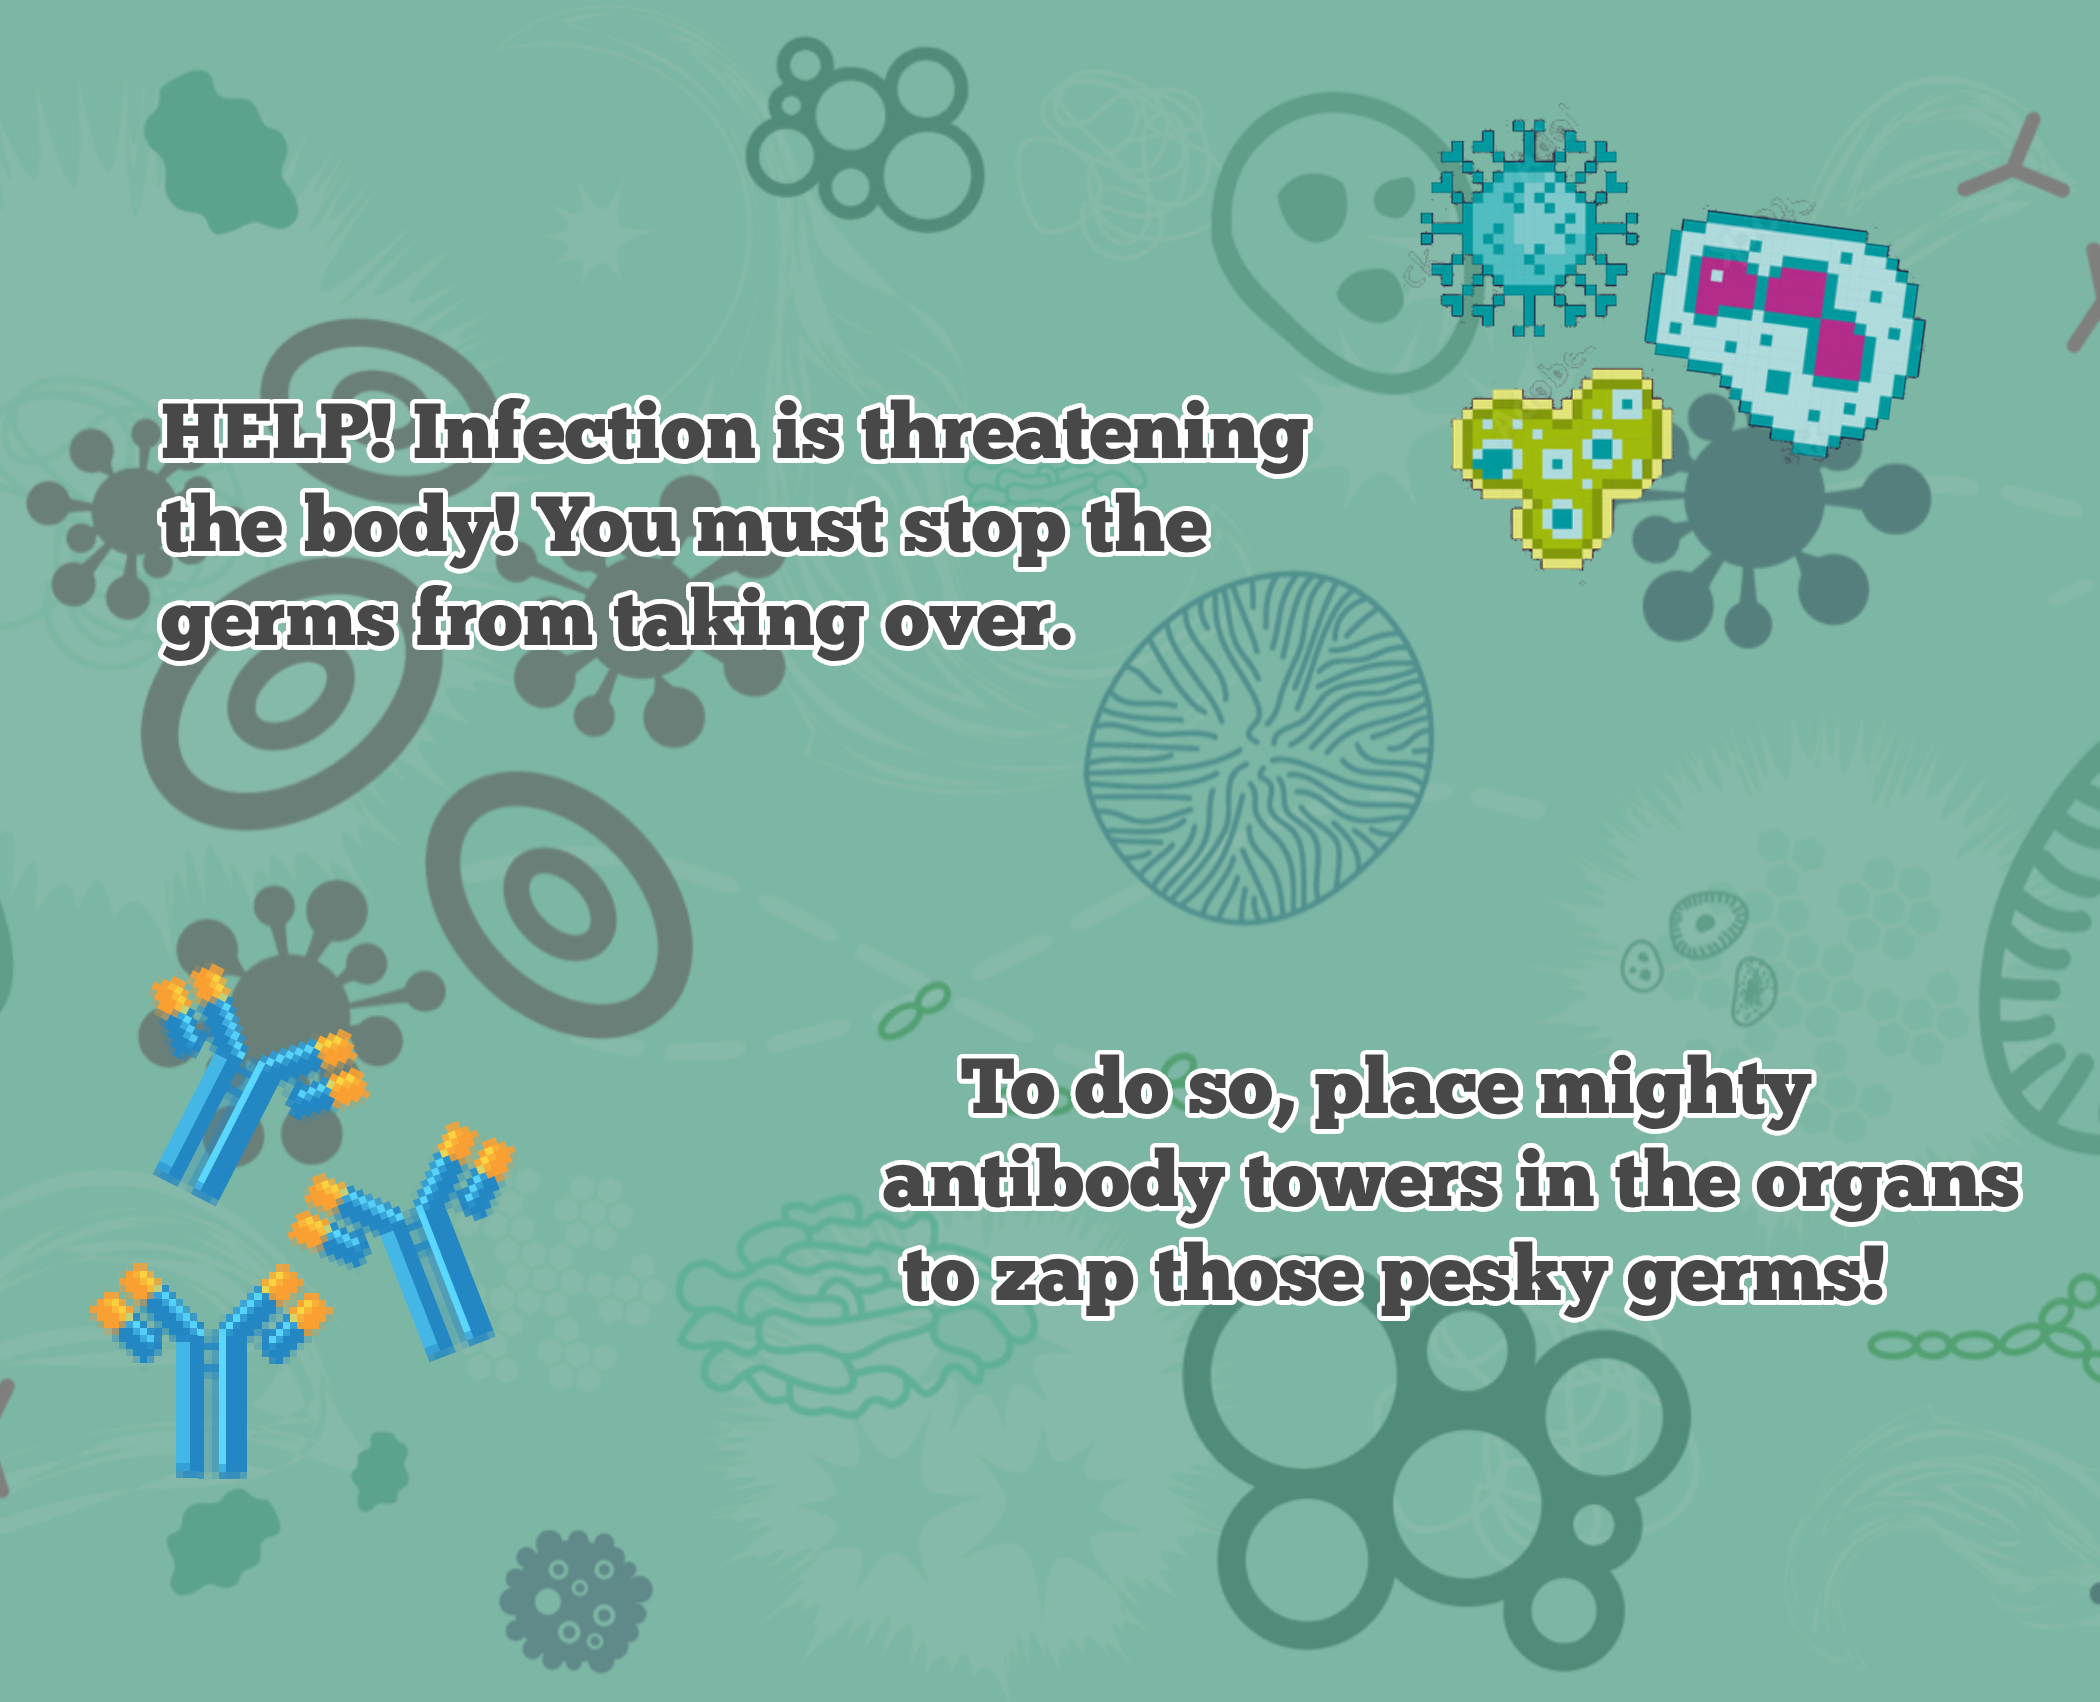 HELP! Infection is threatening
the body! You must stop the
germs from taking over.
To do so, place mighty
antibody towers in the organs
to zap those pesky germs!